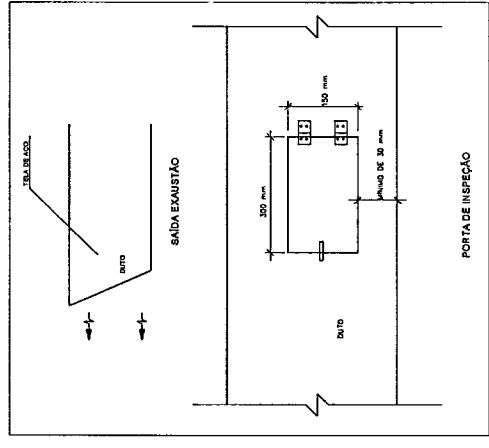 TELA DE AÇO
DUTO
SAÍDA EXAUSTÃO
300 mm
150 mm
MÍNIMO DE 30 mm
DUTO
PORTA DE INSPEÇÃO